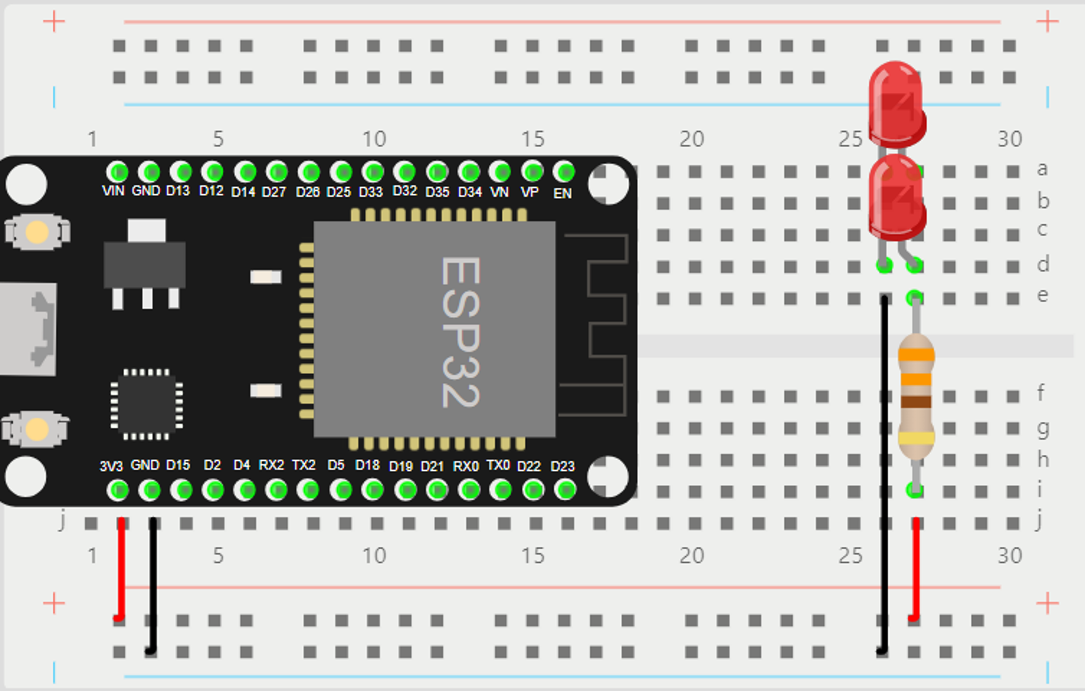 + +
1 5 10 15 20 25 30
a
VIN GND D13 D12 D14 D27 D26 D25 D33 D32 D35 D34 VN VP EN
b
c
d
e
ESP32
f
g
h
3V3 GND D15 D2 D4 RX2 TX2 D5 D18 D19 D21 RX0 TX0 D22 D23
i
j j
1 5 10 15 20 25 30
+ +